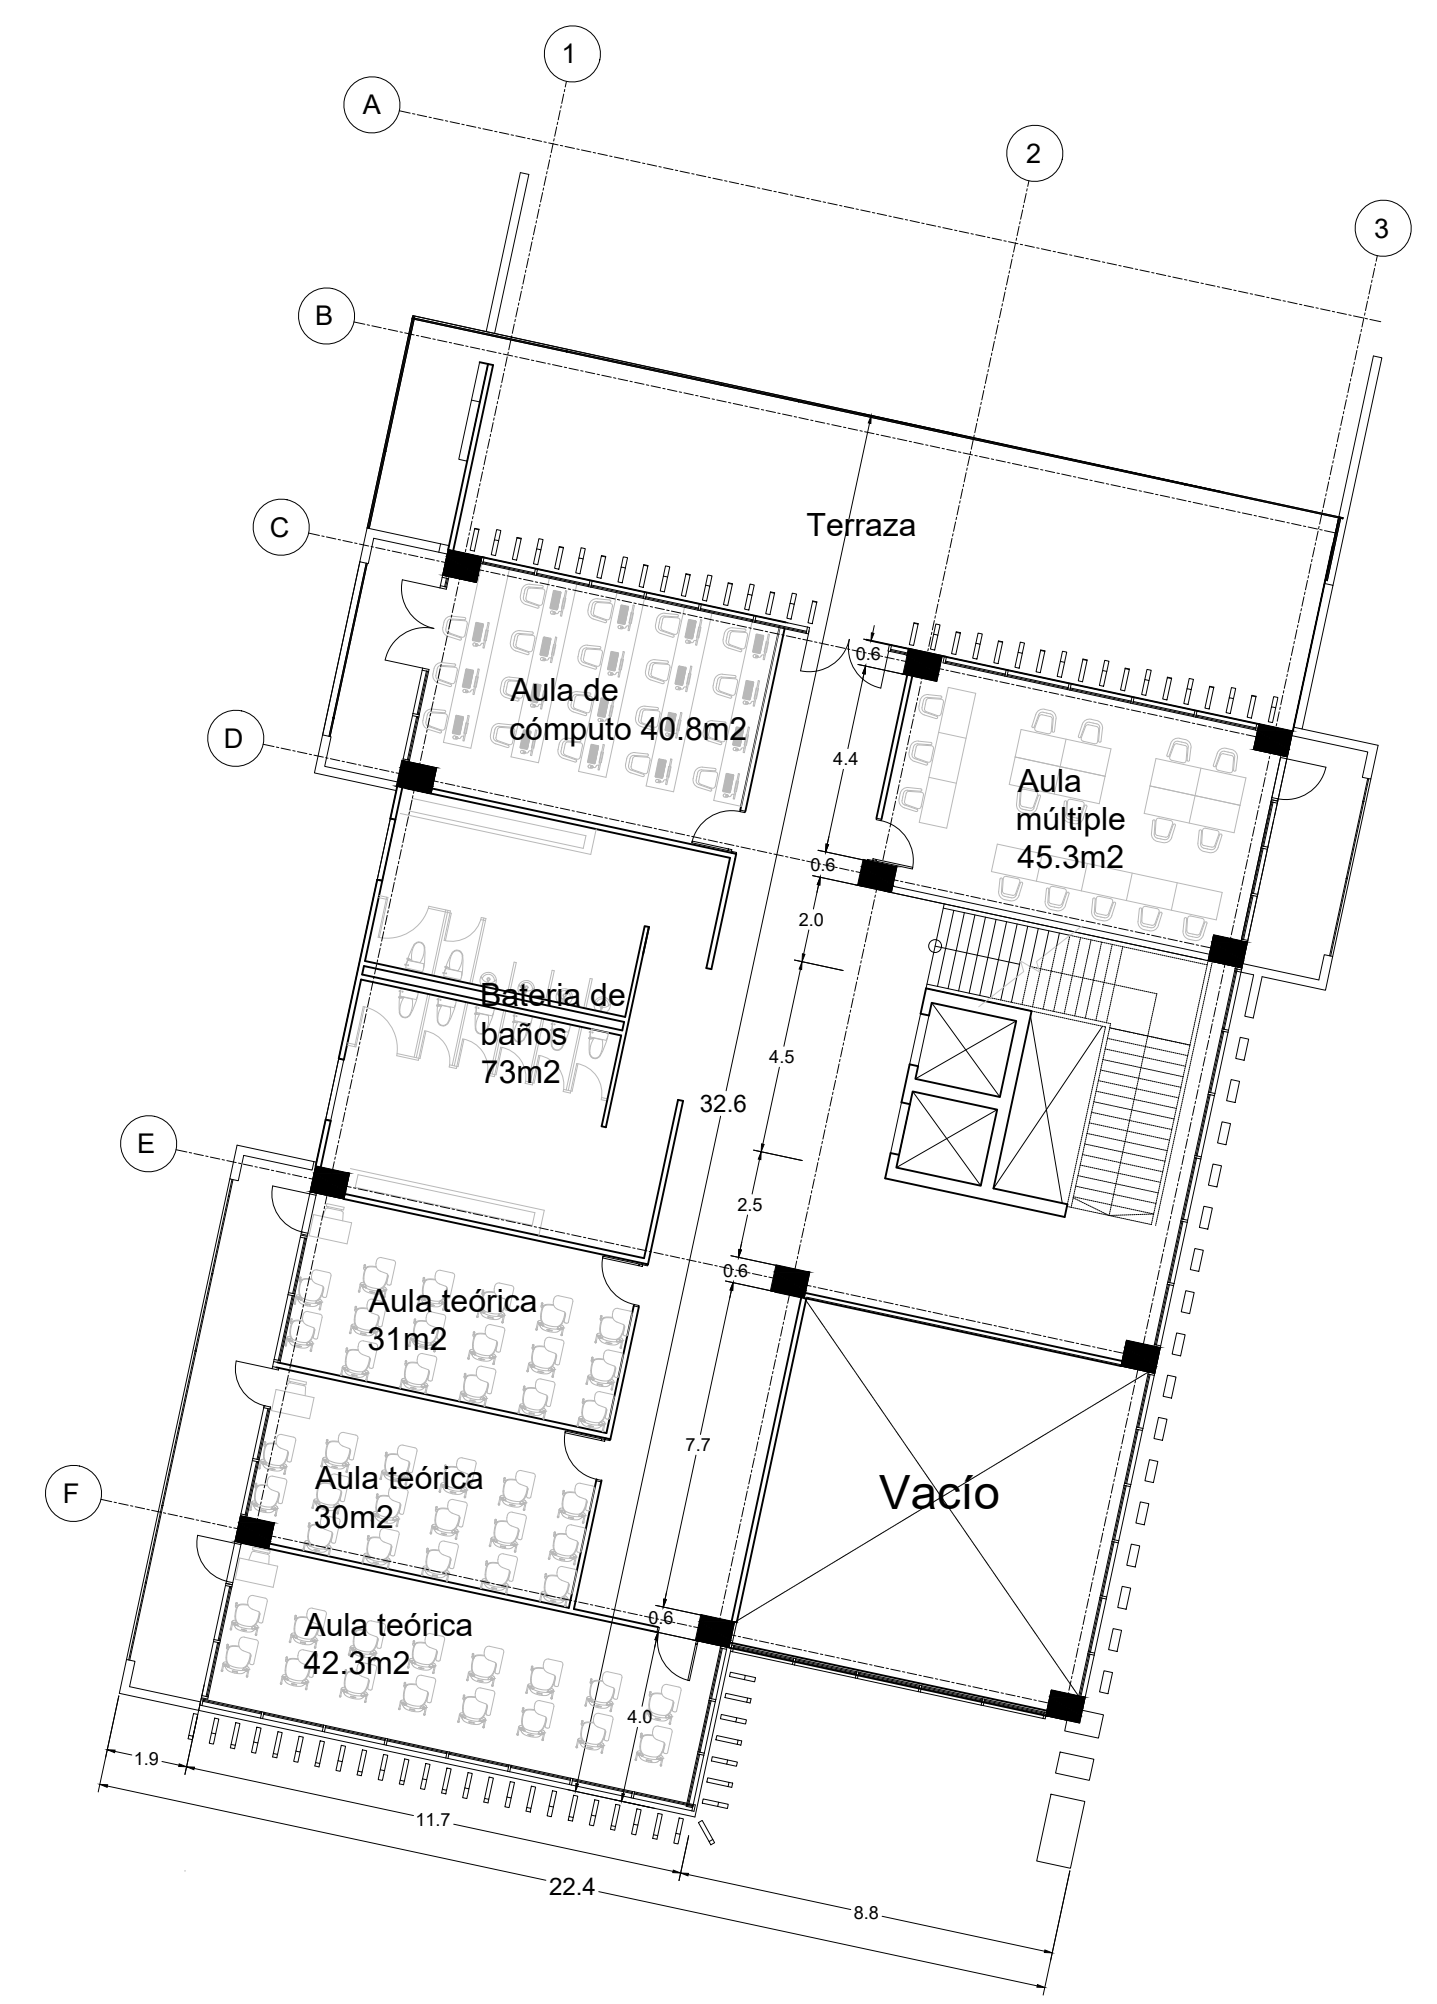 1
A
2
3
B
Terraza
C
0.6
Aula de
cómputo 40.8m2
D
4.4
Aula
múltiple
45.3m2
0.6
2.0
Bateria de
baños
73m2
4.5
32.6
E
2.5
0.6
Aula teórica
31m2
7.7
Aula teórica
30m2
Vacío
F
0.6
Aula teórica
42.3m2
4.0
1.9
11.7
22.4
8.8